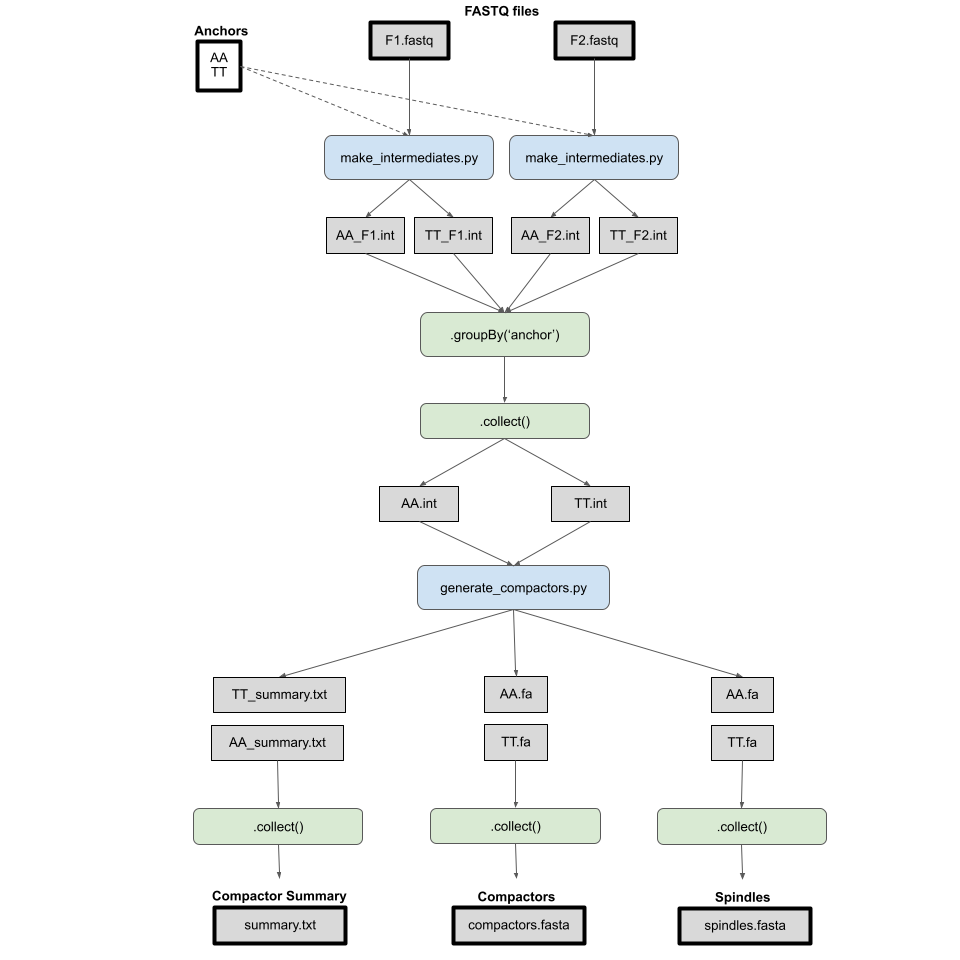 FASTQ files
Anchors
AA
TT
F1.fastq
F2.fastq
make_intermediates.py
make_intermediates.py
AA_F1.int
TT_F1.int
AA_F2.int
TT_F2.int
.groupBy(‘anchor’)
.collect()
AA.int
TT.int
generate_compactors.py
TT_summary.txt
AA.fa
AA.fa
AA_summary.txt
TT.fa
TT.fa
.collect()
.collect()
.collect()
Compactor Summary
Compactors
Spindles
summary.txt
compactors.fasta
spindles.fasta